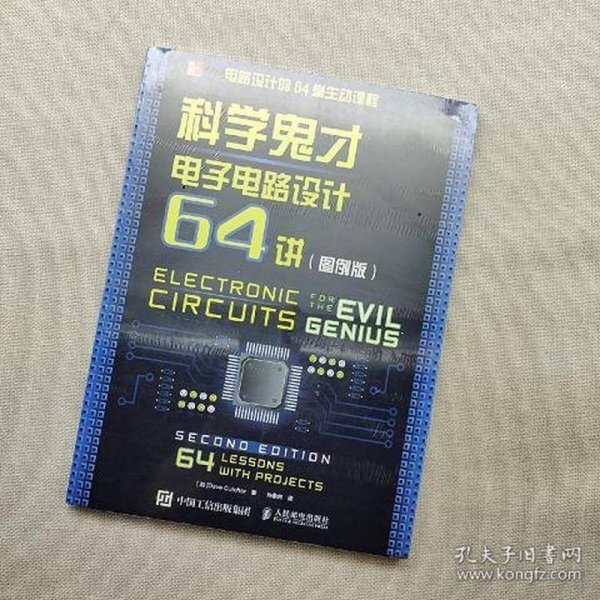 电路设计的64堂生动课程
科学鬼才
电子电路设计
64讲(图例版)
ELECTRONIC
CIRCUITS
FOR
THE
EVIL
GENIUS
SECOND EDITION
64 LESSONS
WITH PROJECTS
Dave Cutcher 著
译
中国工信出版集团
人民邮电出版社
孔夫子旧书网
www.kongfz.com